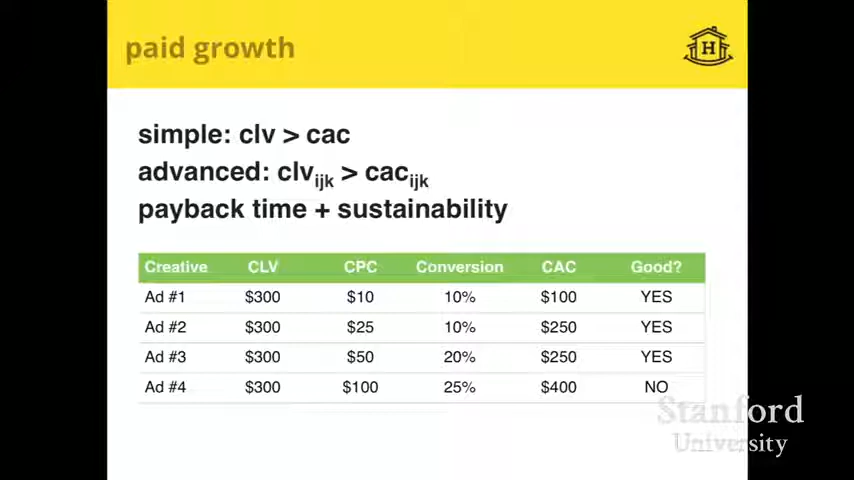 paid growth
H
simple: clv > cac
advanced: clvijk > cacijk
payback time + sustainability
Creative CLV CPC Conversion CAC Good?
Ad #1 $300 $10 10% $100 YES
Ad #2 $300 $25 10% $250 YES
Ad #3 $300 $50 20% $250 YES
Ad #4 $300 $100 25% $400 NO
Stanford
University